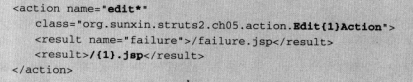 <action name="edit*"
class="org.sunxin.struts2.ch05.action.Edit{1}Action">
<result name="failure">/failure.jsp</result>
<result>/{1}.jsp</result>
</action>